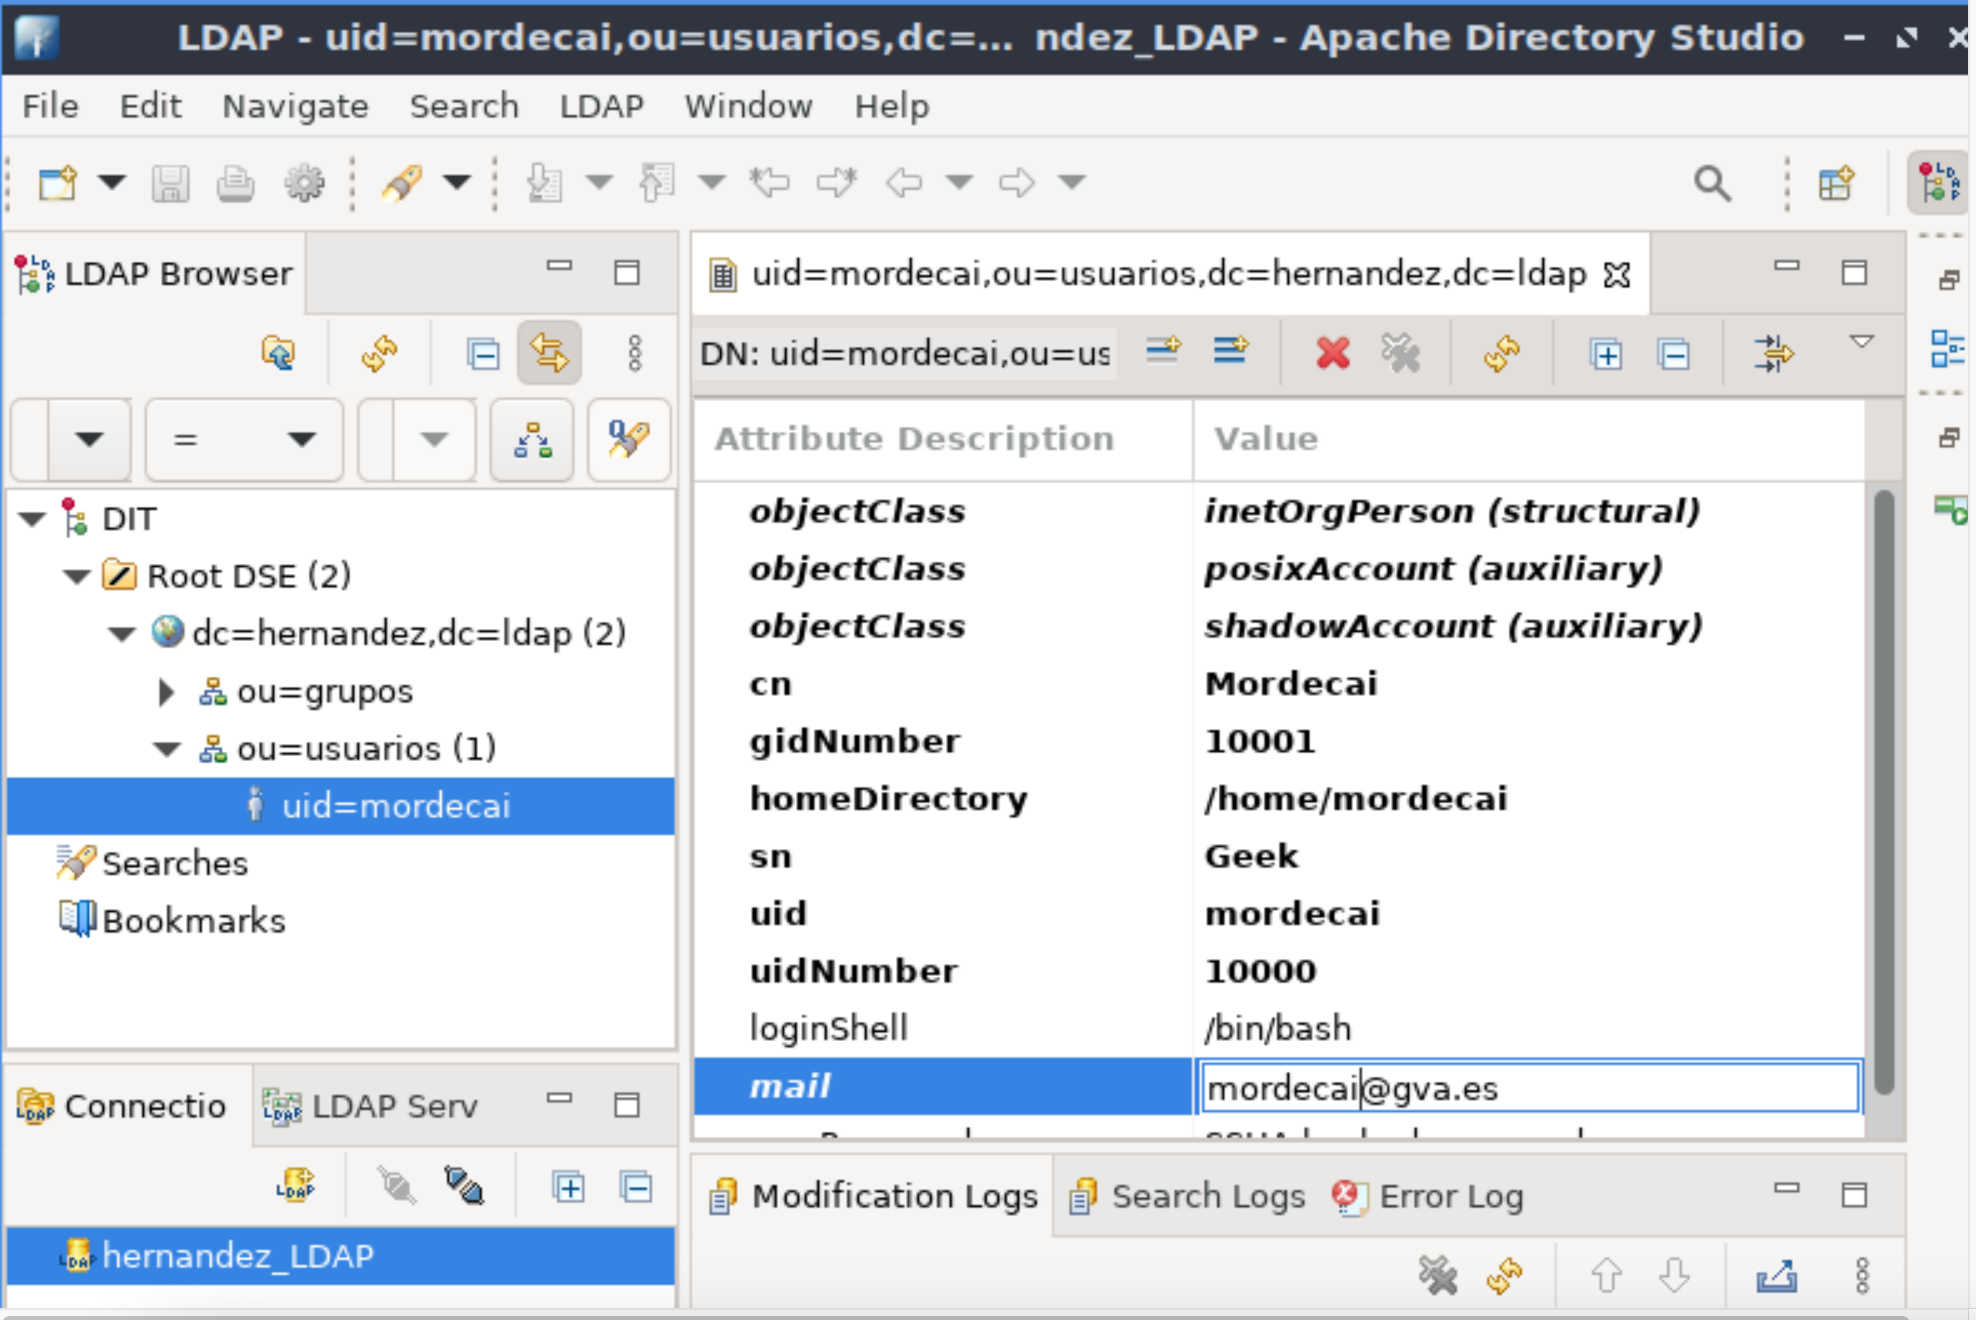 LDAP - uid=mordecai,ou=usuarios,dc=... ndez_LDAP - Apache Directory Studio
File Edit Navigate Search LDAP Window Help
LDAP Browser
=
DIT
Root DSE (2)
dc=hernandez,dc=ldap (2)
ou=grupos
ou=usuarios (1)
uid=mordecai
Searches
Bookmarks
Connectio LDAP Serv
hernandez_LDAP
uid=mordecai,ou=usuarios,dc=hernandez,dc=ldap
DN: uid=mordecai,ou=us
Attribute Description Value
objectClass inetOrgPerson (structural)
objectClass posixAccount (auxiliary)
objectClass shadowAccount (auxiliary)
cn Mordecai
gidNumber 10001
homeDirectory /home/mordecai
sn Geek
uid mordecai
uidNumber 10000
loginShell /bin/bash
mail mordecai@gva.es
Modification Logs Search Logs Error Log